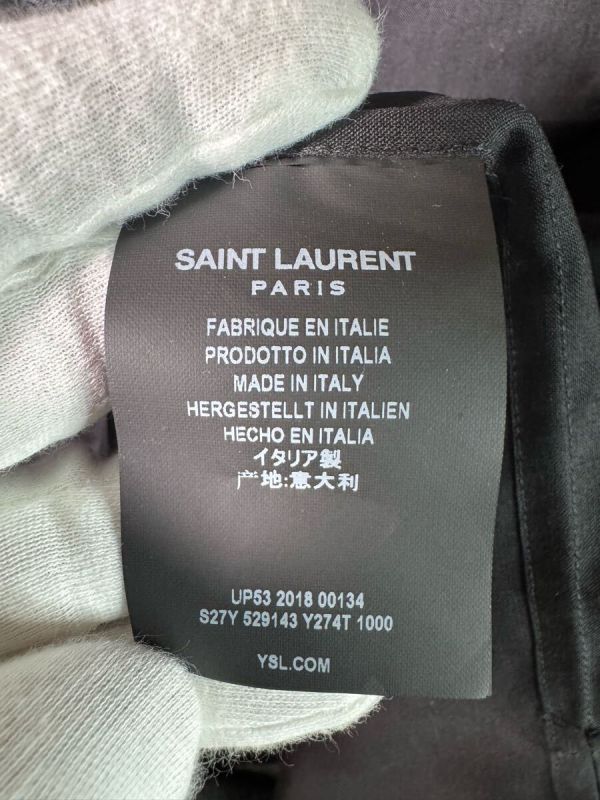 SAINT LAURENT
PARIS
FABRIQUE EN ITALIE
PRODOTTO IN ITALIA
MADE IN ITALY
HERGESTELLT IN ITALIEN
HECHO EN ITALIA
イタリア製
产地:意大利
UP53 2018 00134
S27Y 529143 Y274T 1000
YSL.COM